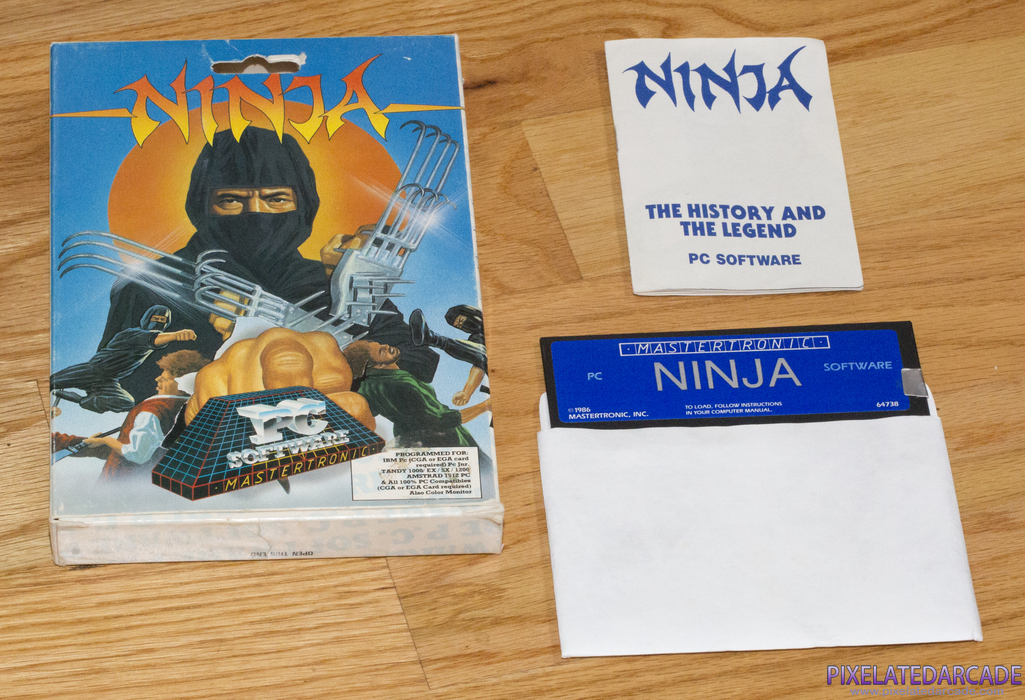 NINJA
PC
SOFTWARE
MASTERTRONIC
PROGRAMMED FOR:
IBM Pc (CGA or EGA card
required) Pc Jnr.
TANDY 1000/ EX / SX / 1200
AMSTRAD 1512 PC
& All 100% PC Compatibles
(CGA or EGA Card required)
Also Color Monitor
OPEN THIS END
NINJA
THE HISTORY AND
THE LEGEND
PC SOFTWARE
·MASTERTRONIC·
PC
NINJA
SOFTWARE
©1986
MASTERTRONIC, INC.
TO LOAD. FOLLOW INSTRUCTIONS
IN YOUR COMPUTER MANUAL.
64738
PIXELATEDARCADE
www.pixelatedarcade.com